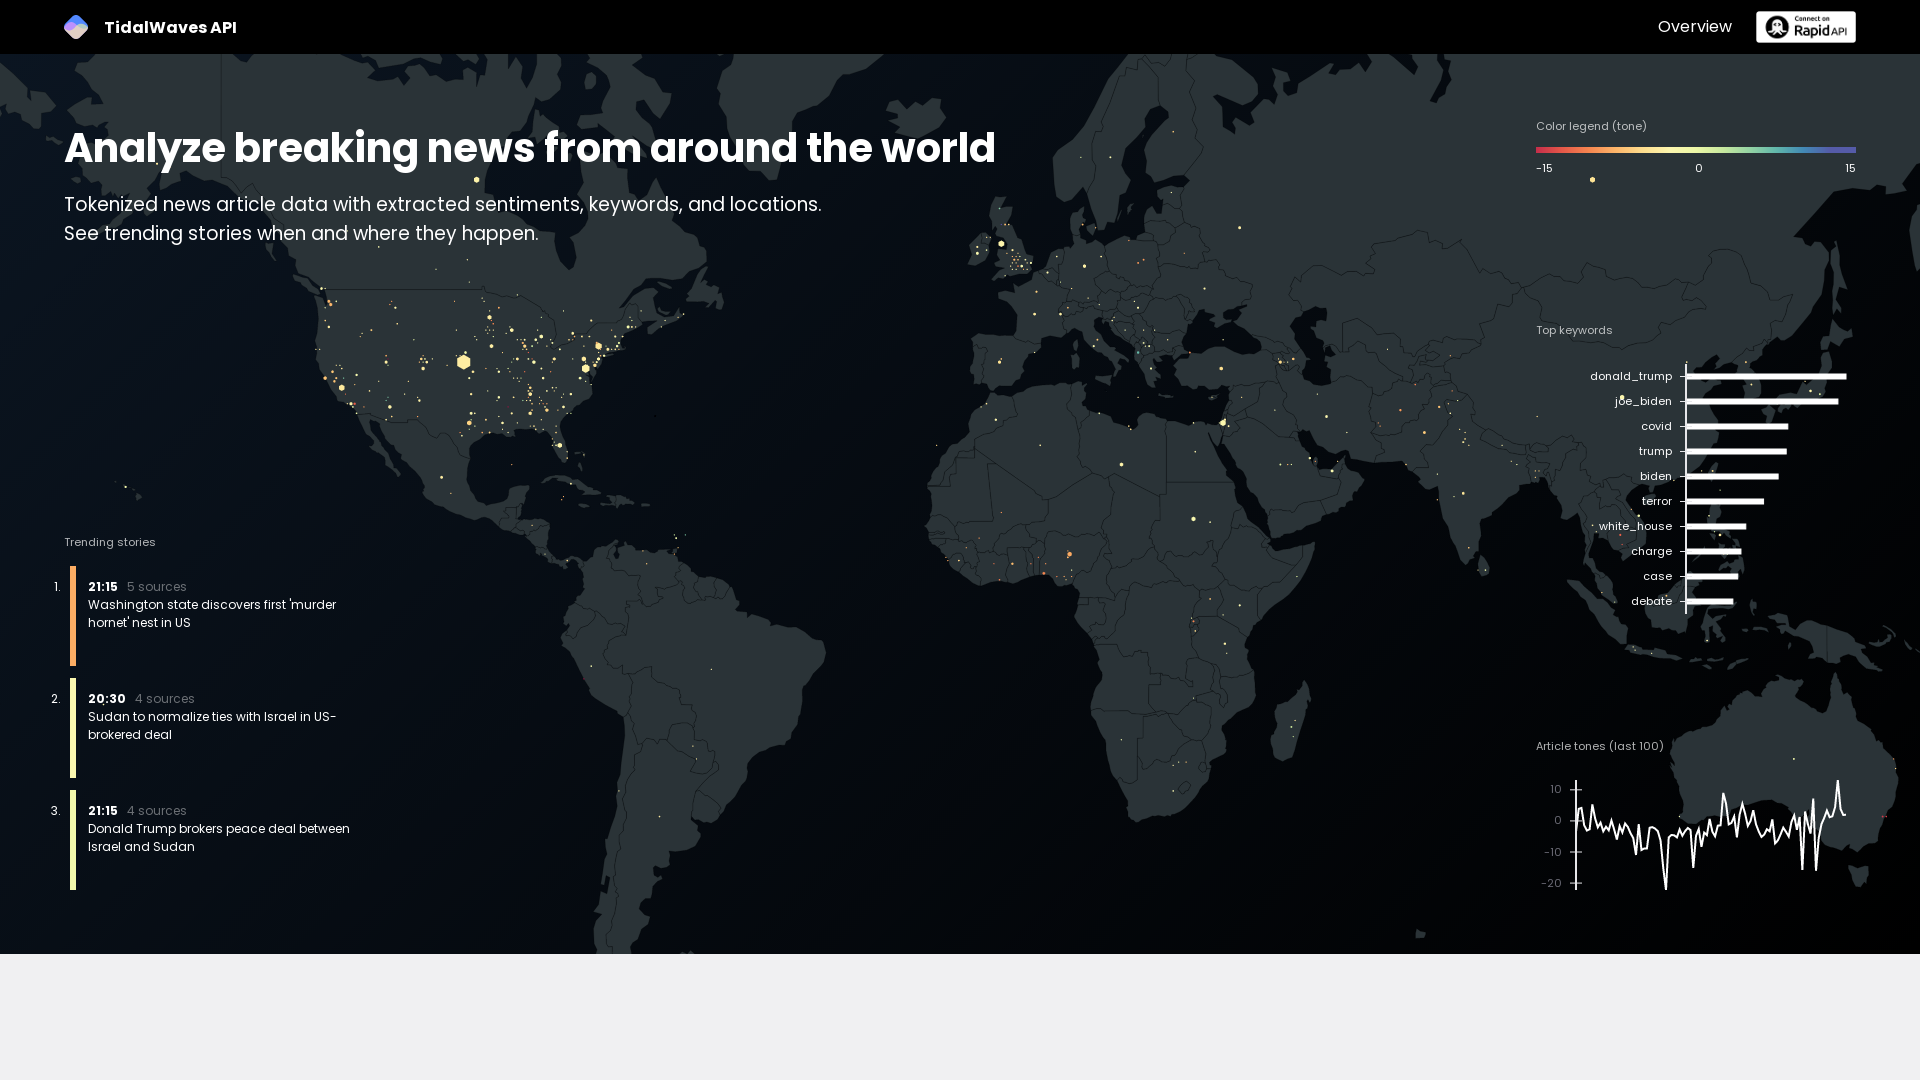 TidalWaves API
Overview
Connect on
Rapid API
Analyze breaking news from around the world
Tokenized news article data with extracted sentiments, keywords, and locations.
See trending stories when and where they happen.
Color legend (tone)
-15 0 15
Top keywords
donald_trump
joe_biden
covid
trump
biden
terror
white_house
charge
case
debate
Trending stories
1. 21:15 5 sources
Washington state discovers first 'murder
hornet' nest in US
2. 20:30 4 sources
Sudan to normalize ties with Israel in US-
brokered deal
3. 21:15 4 sources
Donald Trump brokers peace deal between
Israel and Sudan
Article tones (last 100)
10
0
−10
−20